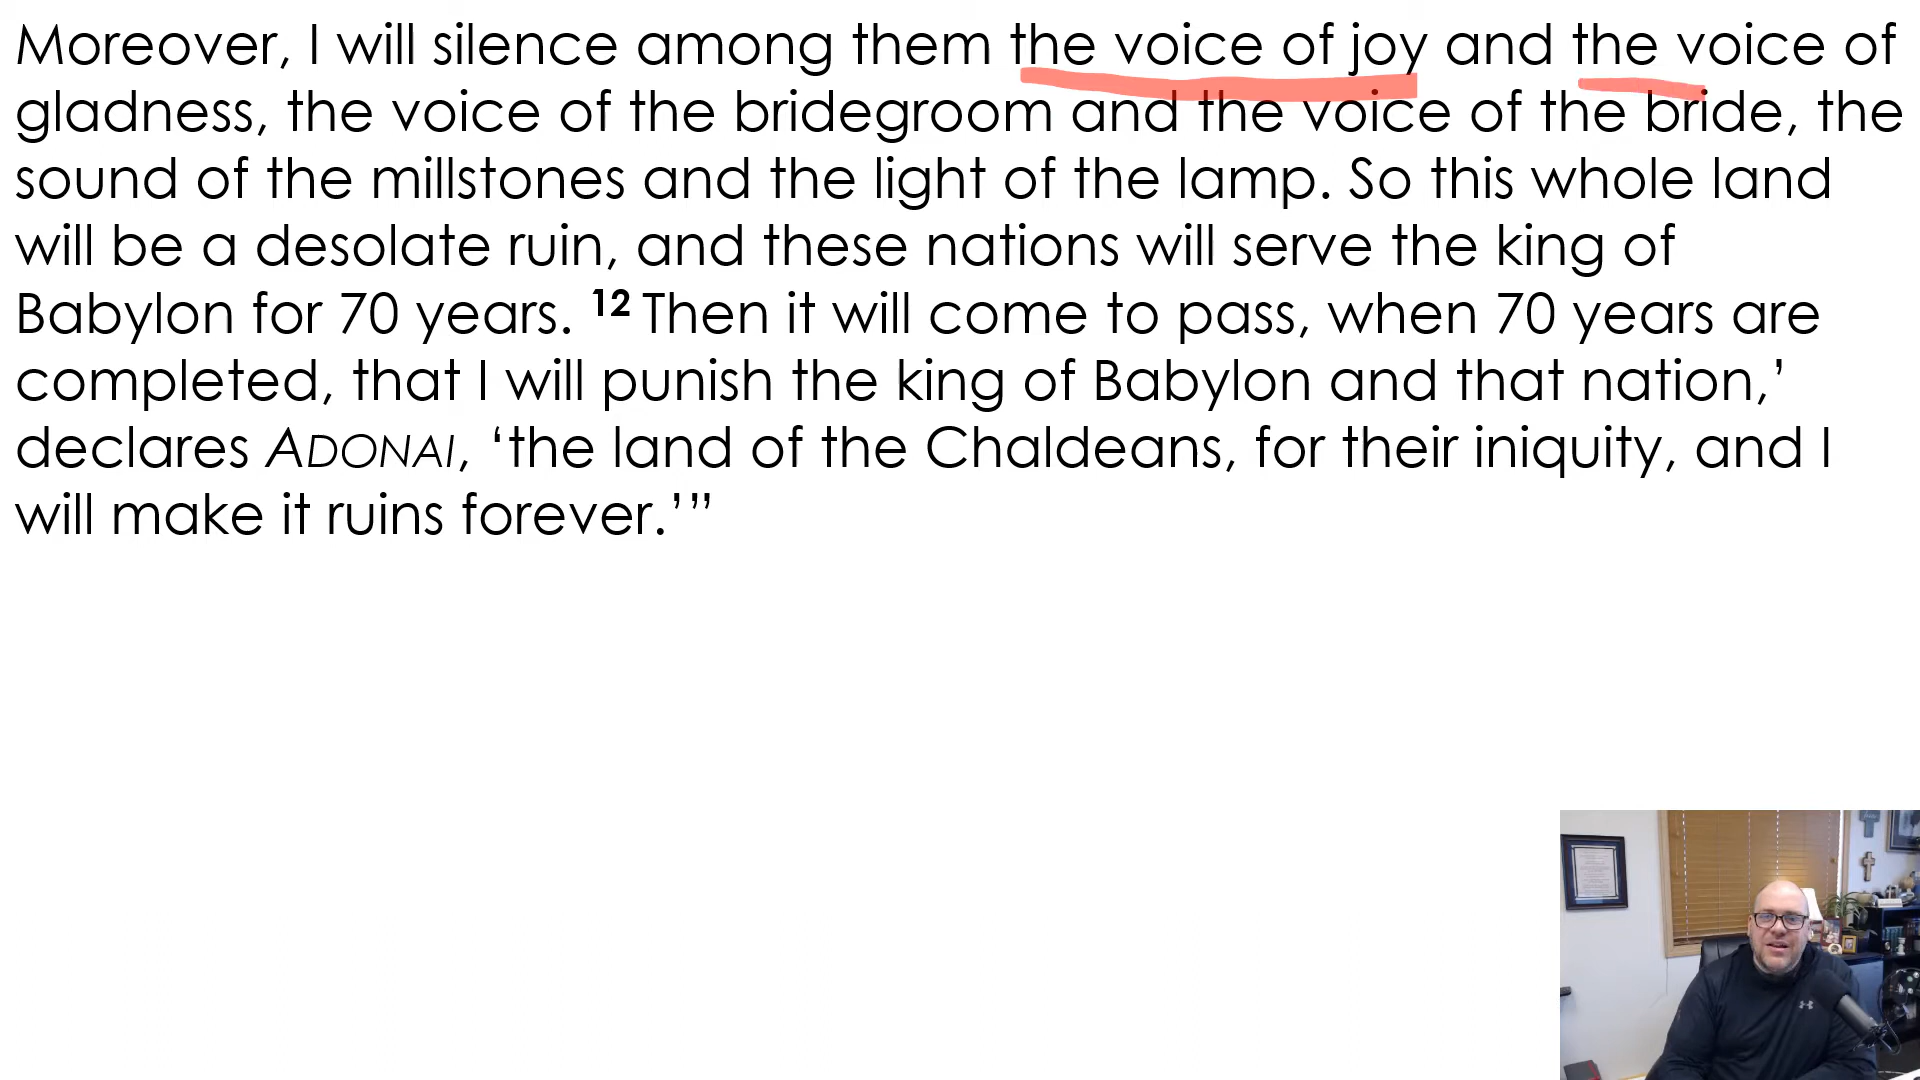 Moreover, I will silence among them the voice of joy and the voice of
gladness, the voice of the bridegroom and the voice of the bride, the
sound of the millstones and the light of the lamp. So this whole land
will be a desolate ruin, and these nations will serve the king of
Babylon for 70 years. 12 Then it will come to pass, when 70 years are
completed, that I will punish the king of Babylon and that nation,’
declares ADONAI, ‘the land of the Chaldeans, for their iniquity, and I
will make it ruins forever.’”